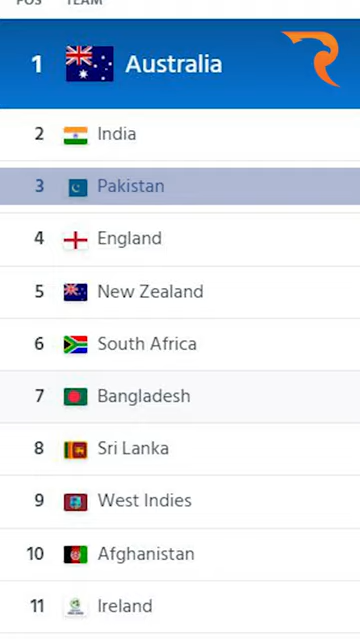 POS TEAM
1 Australia
2 India
3 Pakistan
4 England
5 New Zealand
6 South Africa
7 Bangladesh
8 Sri Lanka
9 West Indies
10 Afghanistan
11 Ireland